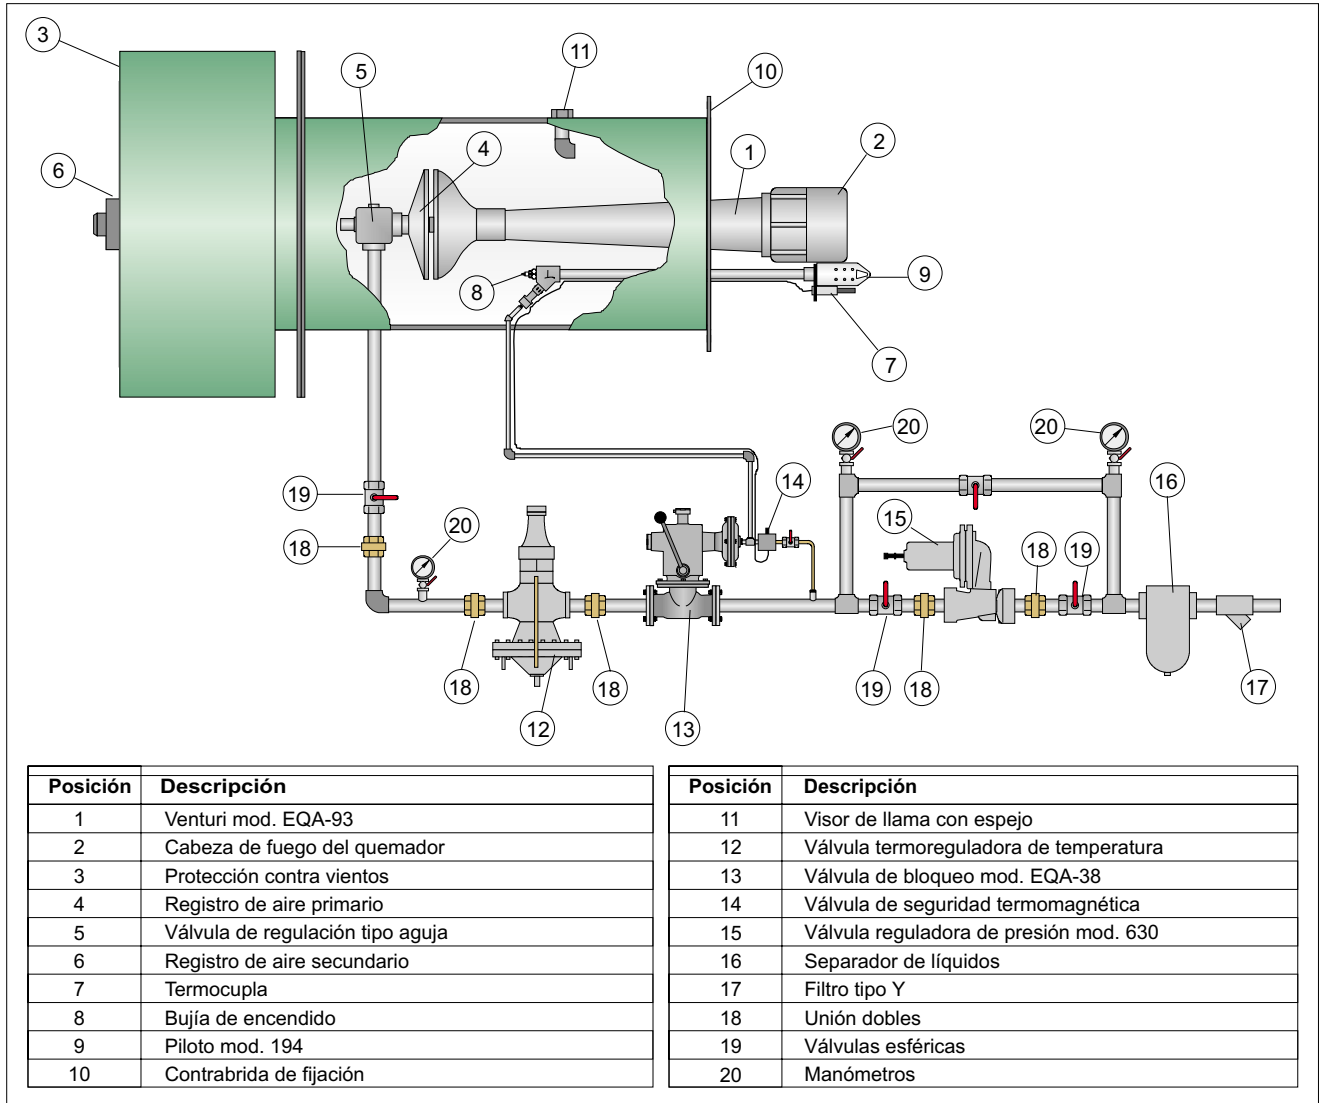 3
11
5
10
2
1
4
6
9
8
7
20
20
19
14
16
15
20
18
18
19
18
18
19
18
17
12
13
Posición Descripción
1 Venturi mod. EQA-93
2 Cabeza de fuego del quemador
3 Protección contra vientos
4 Registro de aire primario
5 Válvula de regulación tipo aguja
6 Registro de aire secundario
7 Termocupla
8 Bujía de encendido
9 Piloto mod. 194
10 Contrabrida de fijación
Posición Descripción
11 Visor de llama con espejo
12 Válvula termoreguladora de temperatura
13 Válvula de bloqueo mod. EQA-38
14 Válvula de seguridad termomagnética
15 Válvula reguladora de presión mod. 630
16 Separador de líquidos
17 Filtro tipo Y
18 Unión dobles
19 Válvulas esféricas
20 Manómetros